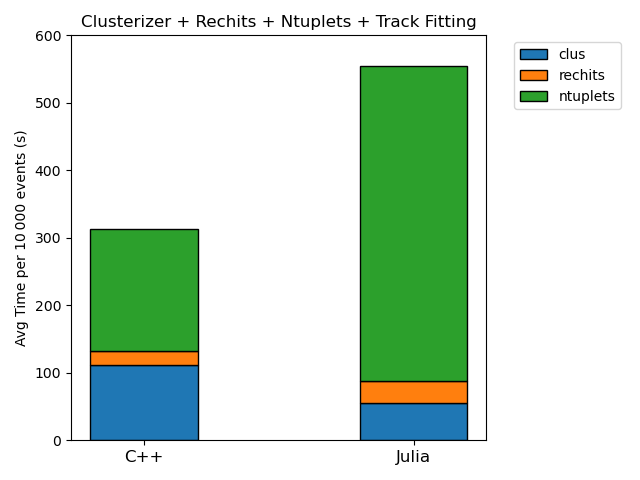 Clusterizer + Rechits + Ntuplets + Track Fitting
600
500
400
300
200
100
0
Avg Time per 10 000 events (s)
C++
Julia
clus
rechits
ntuplets